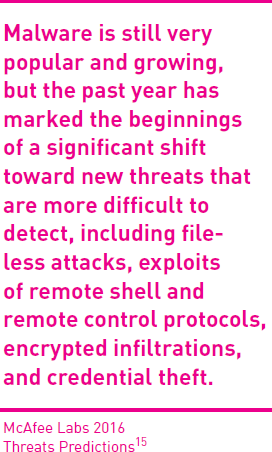 Malware is still very
popular and growing,
but the past year has
marked the beginnings
of a significant shift
toward new threats that
are more difficult to
detect, including file-
less attacks, exploits
of remote shell and
remote control protocols,
encrypted infiltrations,
and credential theft.
McAfee Labs 2016
Threats Predictions15